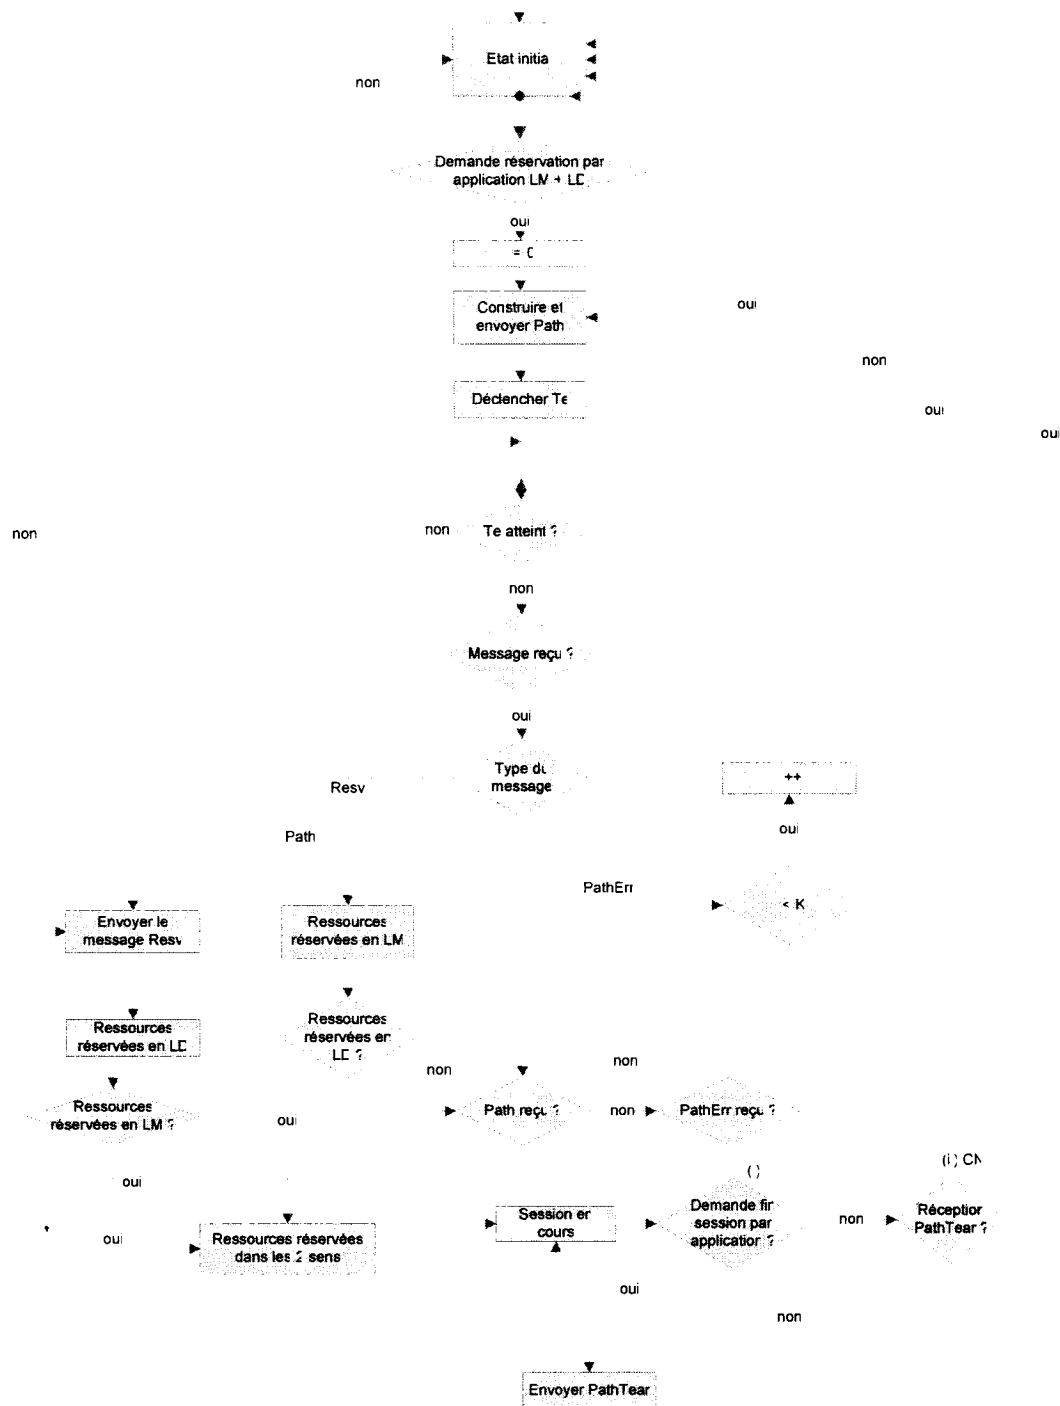 Etat initia
non
Demande réservation par
application LM + LD
oui
= 0
Construire et
envoyer Path
oui
non
Déclencher Te
oui
oui
non
non
Te atteint ?
non
Message reçu ?
oui
Type du
message
++
Resv
oui
Path
PathErr
< K
Envoyer le
message Resv
Ressources
réservées en LM
Ressources
réservées en LD
Ressources
réservées en
LD ?
non
non
Ressources
réservées en LM ?
oui
Path reçu ?
non
PathErr reçu ?
oui
( )
(i ) CN
oui
Ressources réservées
dans les 2 sens
Session en
cours
Demande fin
session par
application ?
non
Réception
PathTear ?
oui
non
Envoyer PathTear